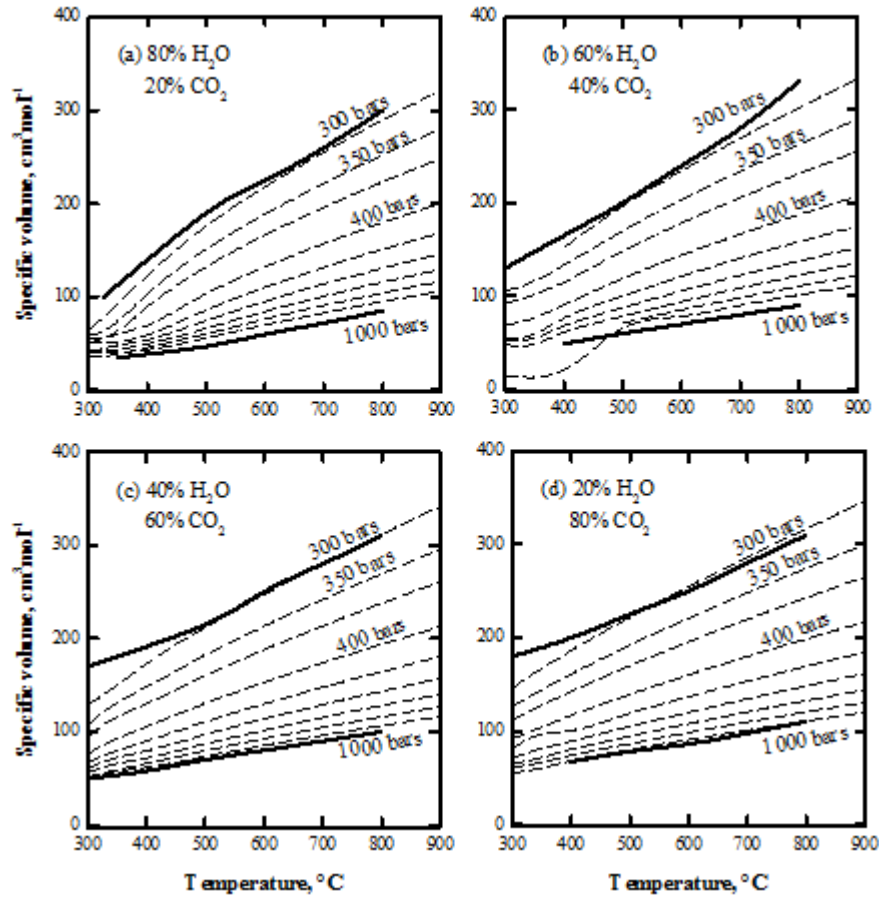 400
300
200
100
0
Specific volume, cm³mol⁻¹
(a) 80% H₂O
20% CO₂
300 bars
350 bars
400 bars
1000 bars
300 400 500 600 700 800 900
(b) 60% H₂O
40% CO₂
300 bars
350 bars
400 bars
1000 bars
400
300
200
100
0
300 400 500 600 700 800 900
400
300
200
100
0
Specific volume, cm³mol⁻¹
(c) 40% H₂O
60% CO₂
300 bars
350 bars
400 bars
1000 bars
300 400 500 600 700 800 900
Temperature, °C
(d) 20% H₂O
80% CO₂
300 bars
350 bars
400 bars
1000 bars
400
300
200
100
0
300 400 500 600 700 800 900
Temperature, °C